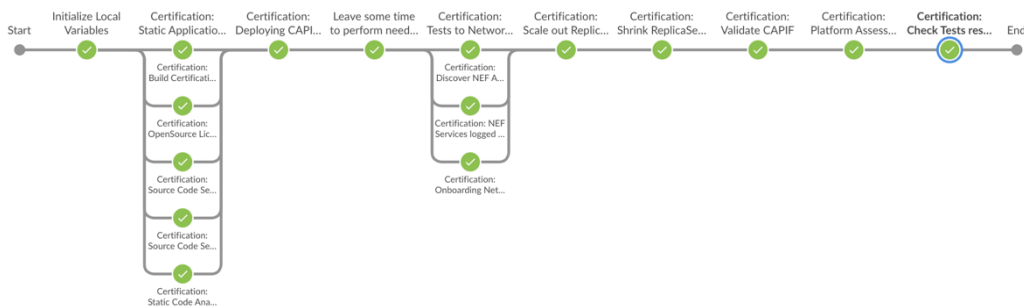 Start
Initialize Local
Variables
Certification:
Static Applicatio...
Certification:
Deploying CAPI...
Leave some time
to perform need...
Certification:
Tests to Networ...
Certification:
Scale out Replic...
Certification:
Shrink ReplicaSe...
Certification:
Validate CAPIF
Certification:
Platform Assess...
Certification:
Check Tests res...
End
Certification:
Build Certificati...
Certification:
OpenSource Lic...
Certification:
Source Code Se...
Certification:
Source Code Se...
Certification:
Static Code Ana...
Certification:
Discover NEF A...
Certification: NEF
Services logged ...
Certification:
Onboarding Net...